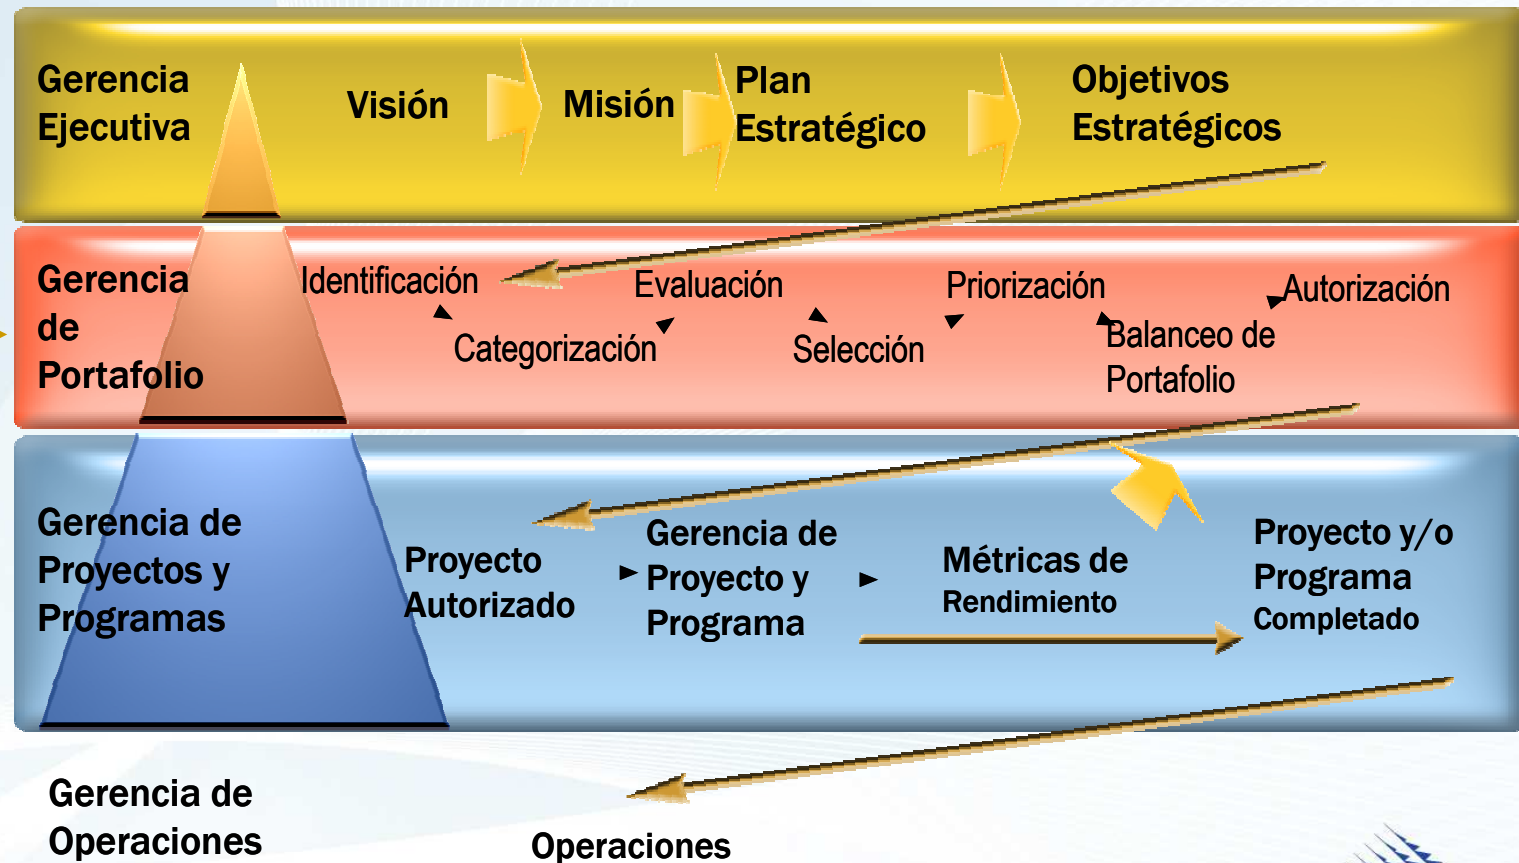 Gerencia
Ejecutiva
Visión
Misión
Plan
Estratégico
Objetivos
Estratégicos
Gerencia
de
Portafolio
Identificación
Categorización
Evaluación
Selección
Priorización
Balanceo de
Portafolio
Autorización
Gerencia de
Proyectos y
Programas
Proyecto
Autorizado
Gerencia de
Proyecto y
Programa
Métricas de
Rendimiento
Proyecto y/o
Programa
Completado
Gerencia de
Operaciones
Operaciones